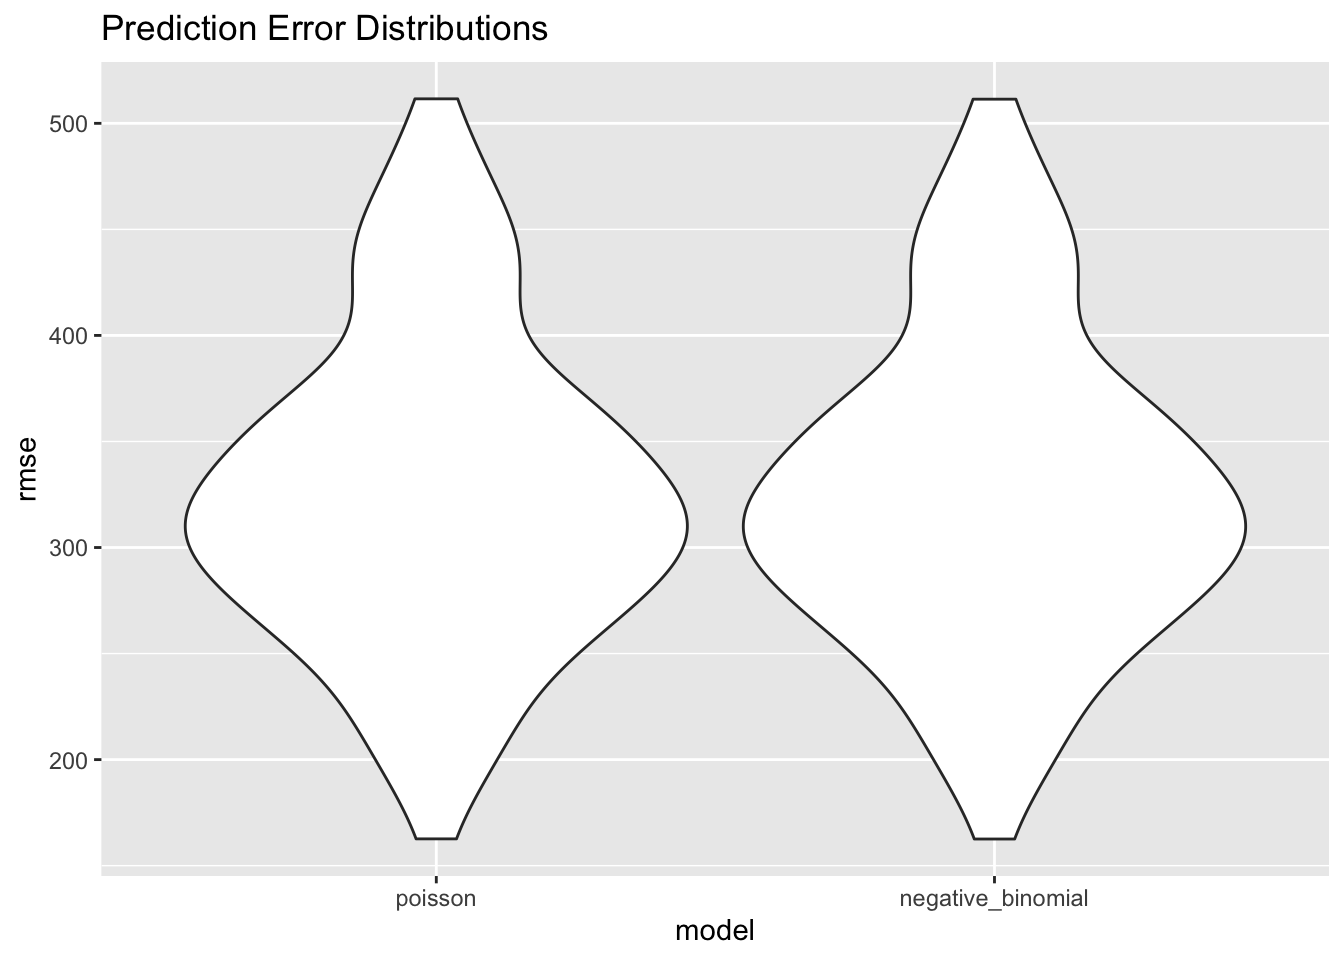 Prediction Error Distributions
500
400
300
200
rmse
poisson
negative_binomial
model